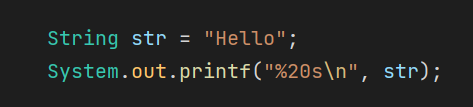 String str = "Hello";
System.out.printf("%20s\n", str);